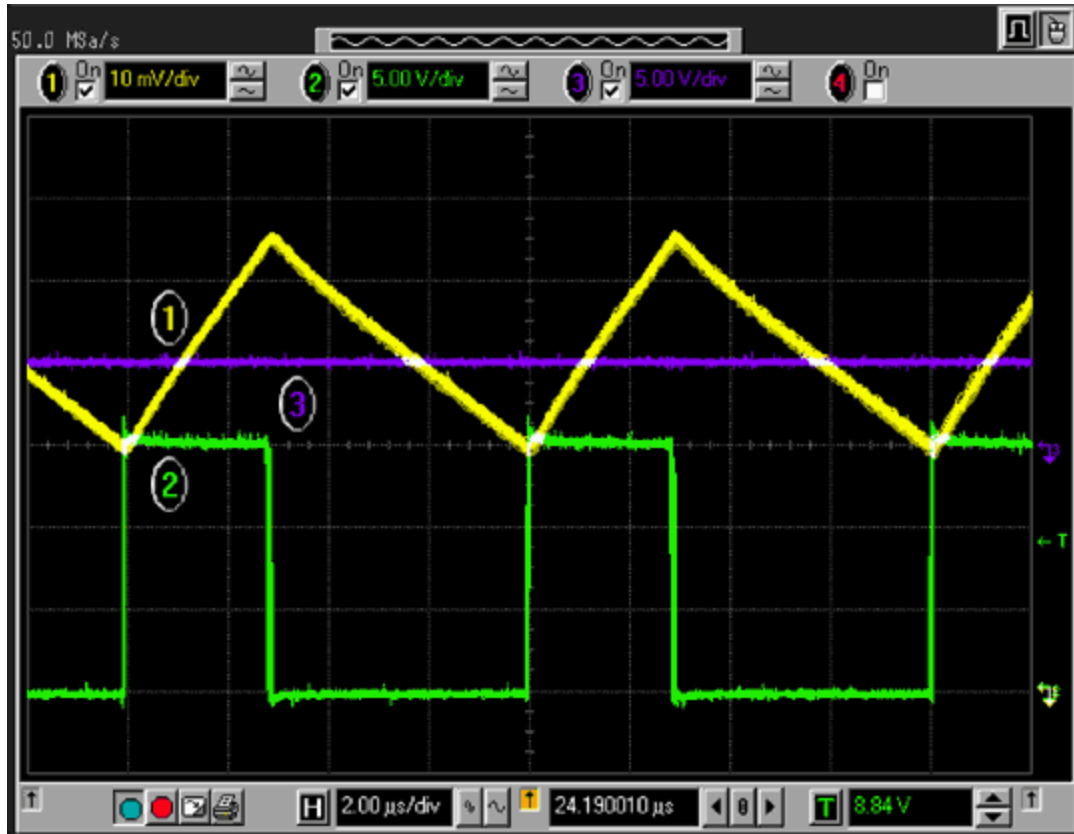 50.0 MSa/s
1 On 10 mV/div 2 On 5.00 V/div 3 On 5.00 V/div 4 On
1
3
2
T
H 2.00 µs/div 24.190010 µs 0 T 8.84 V